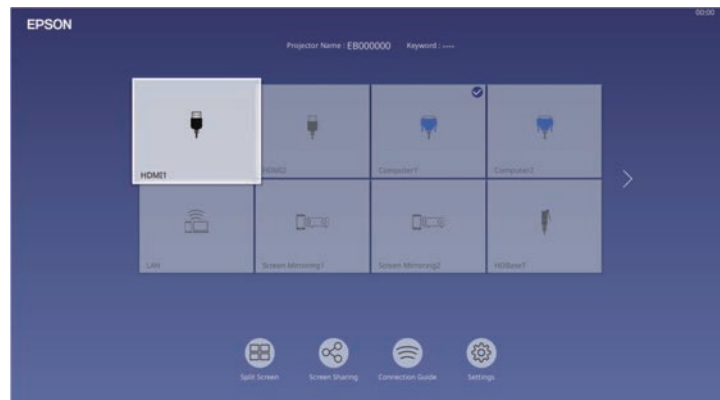 00:00
EPSON
Projector Name : EB000000 Keyword : ----
HDMI1 HDMI2 Computer1 Computer2
LAN Screen Mirroring1 Screen Mirroring2 HDBaseT
Split Screen Screen Sharing Connection Guide Settings